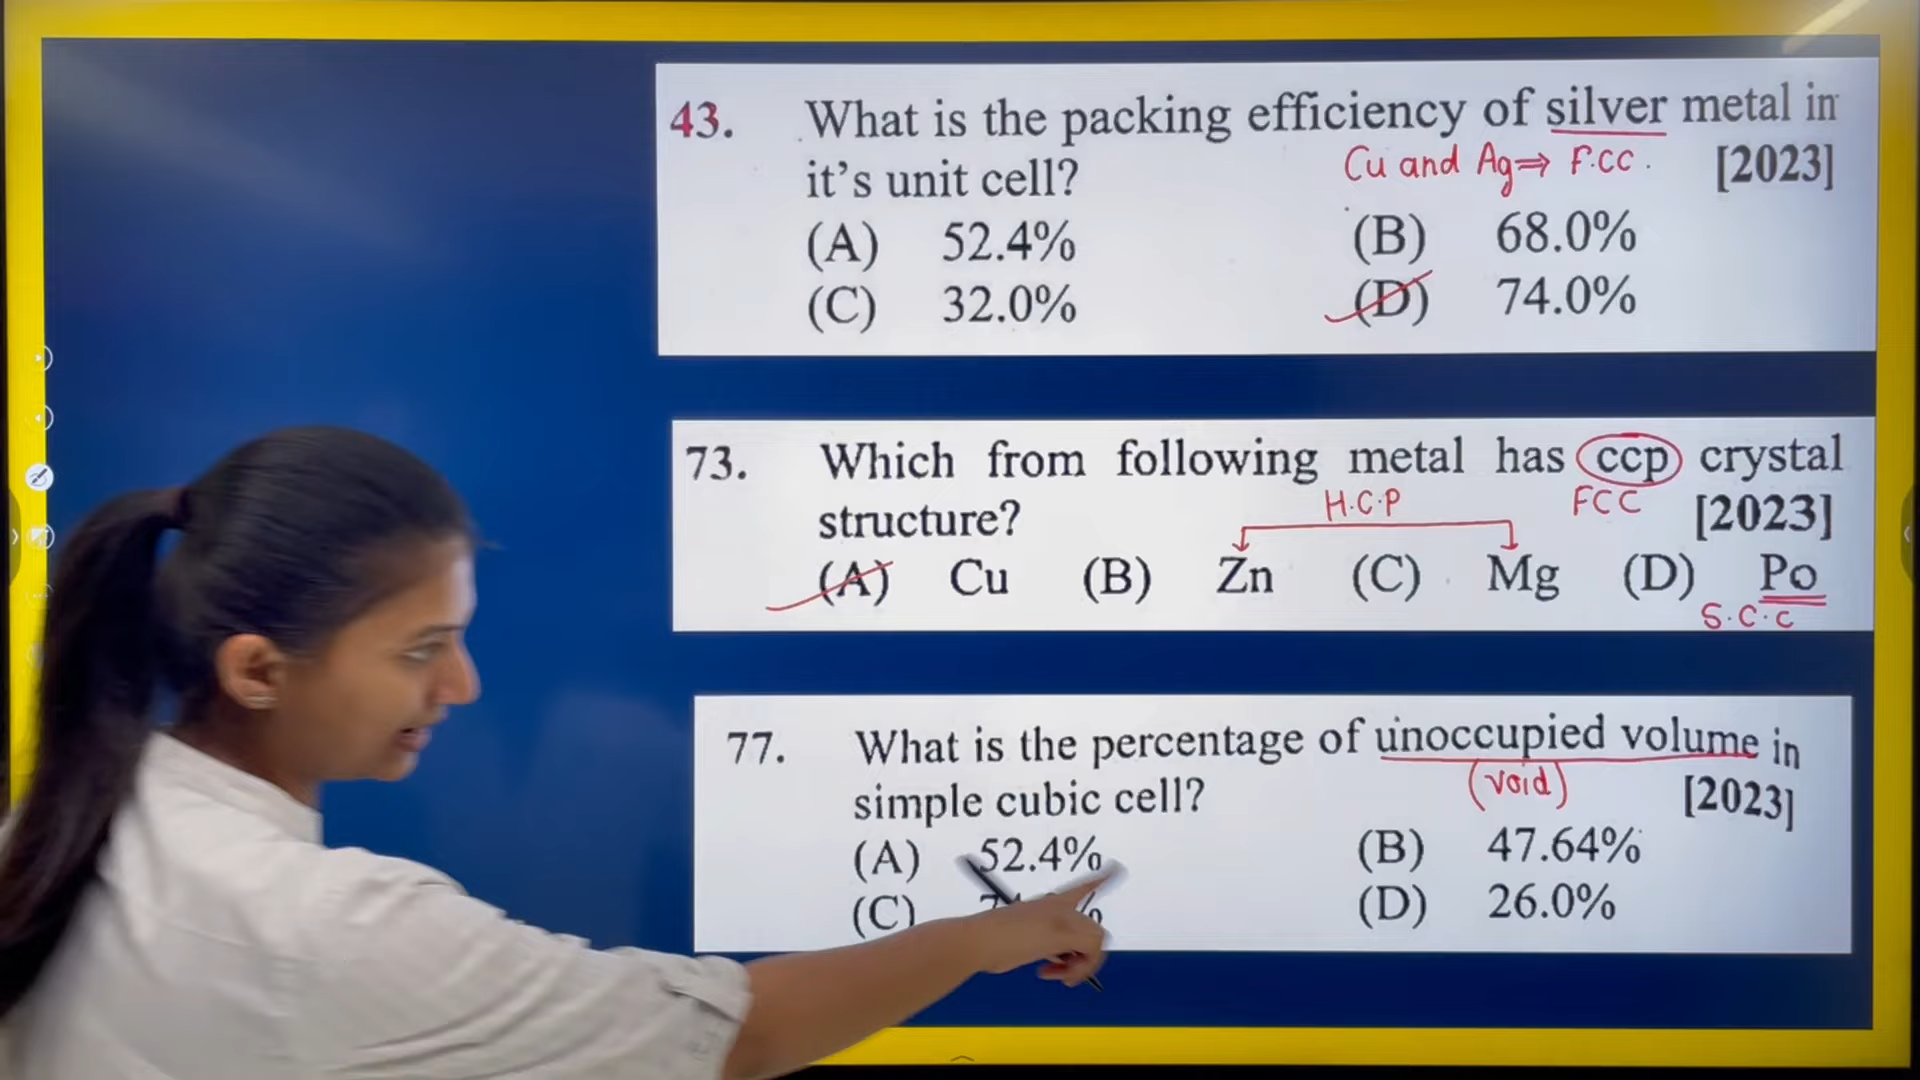 43. What is the packing efficiency of silver metal in
it's unit cell? Cu and Ag⇒ F.CC. [2023]
(A) 52.4% (B) 68.0%
(C) 32.0% (D) 74.0%
73. Which from following metal has ccp crystal
structure? H.C.P FCC [2023]
(A) Cu (B) Zn (C) Mg (D) Po
S.C.C
77. What is the percentage of unoccupied volume in
simple cubic cell? (void) [2023]
(A) 52.4% (B) 47.64%
(C) (D) 26.0%